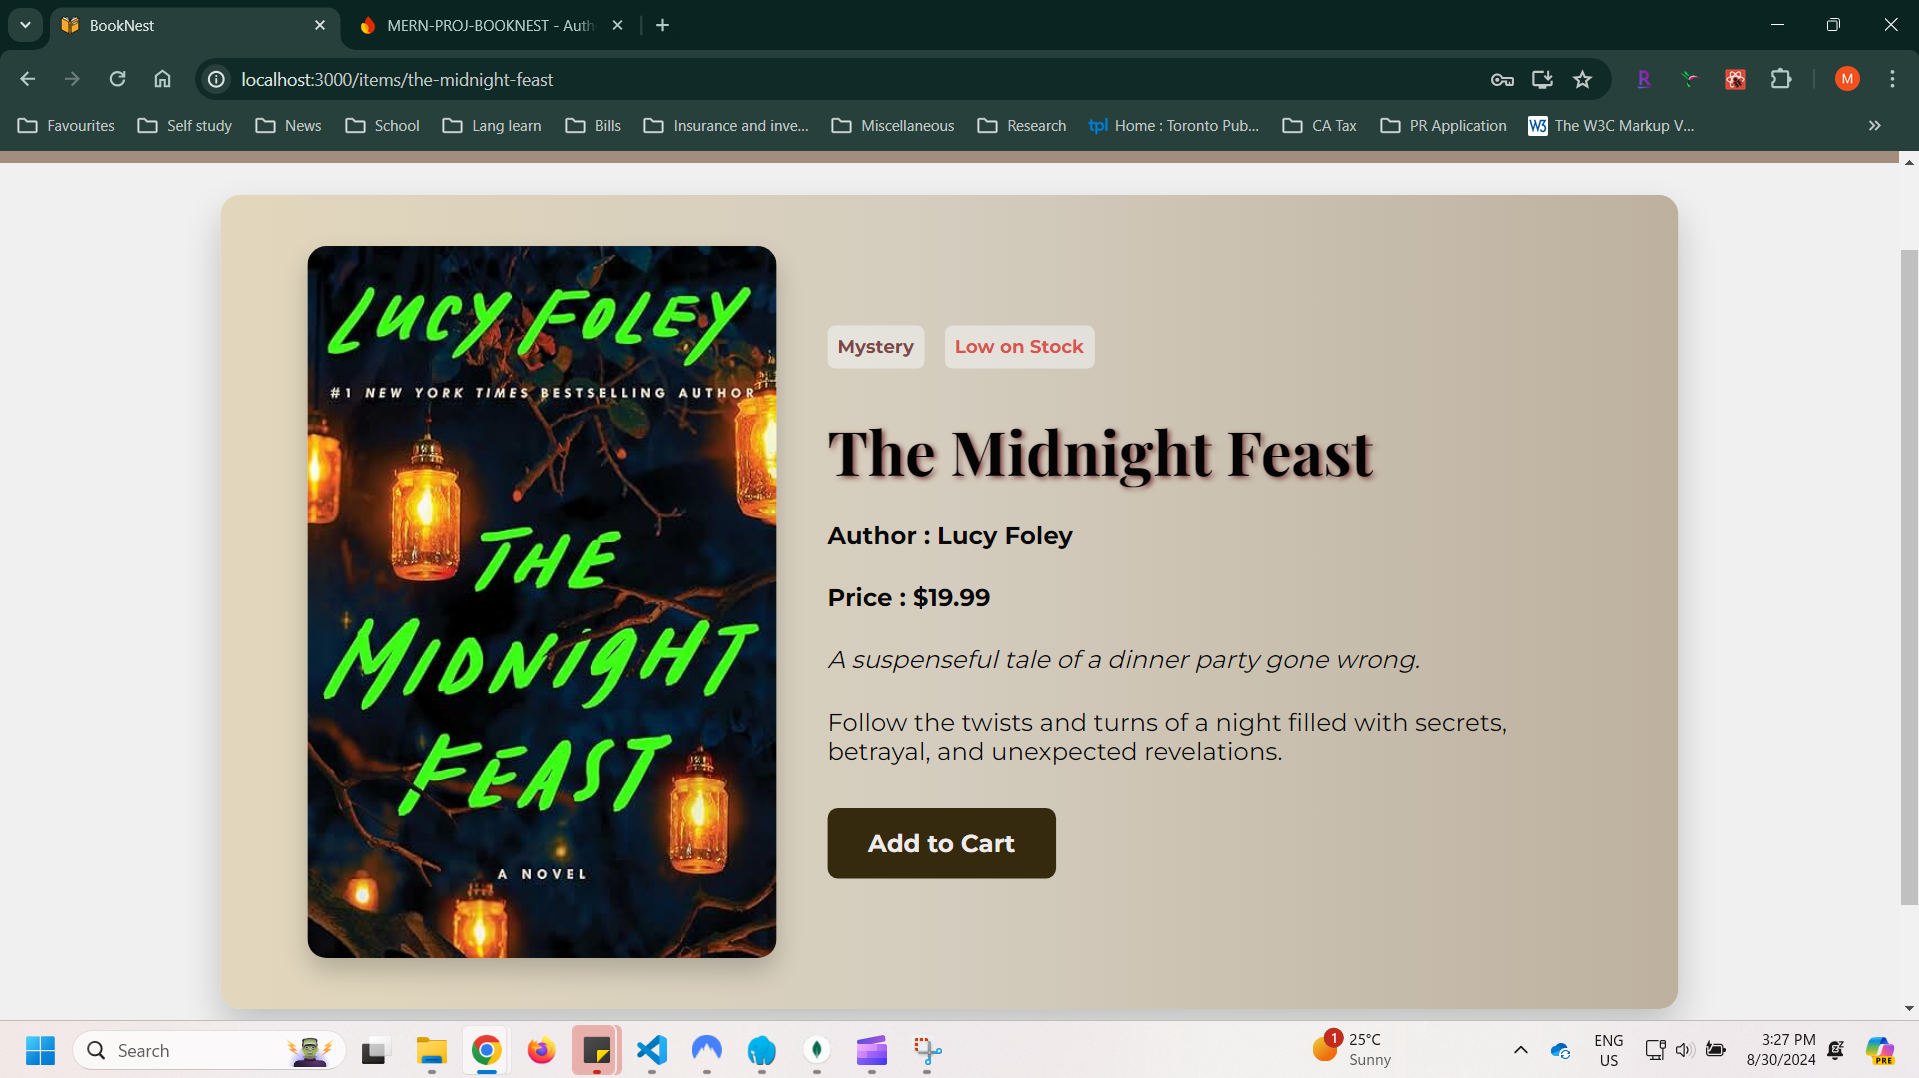 BookNest
MERN-PROJ-BOOKNEST - Auth
localhost:3000/items/the-midnight-feast
M
Favourites
Self study
News
School
Lang learn
Bills
Insurance and inve...
Miscellaneous
Research
tpl Home : Toronto Pub...
CA Tax
PR Application
W3 The W3C Markup V...
LUCY FOLEY
#1 NEW YORK TIMES BESTSELLING AUTHOR
THE
MIDNIGHT
FEAST
A NOVEL
Mystery
Low on Stock
The Midnight Feast
Author : Lucy Foley
Price : $19.99
A suspenseful tale of a dinner party gone wrong.
Follow the twists and turns of a night filled with secrets,
betrayal, and unexpected revelations.
Add to Cart
Search
1
25°C
Sunny
ENG
US
3:27 PM
8/30/2024
PRE